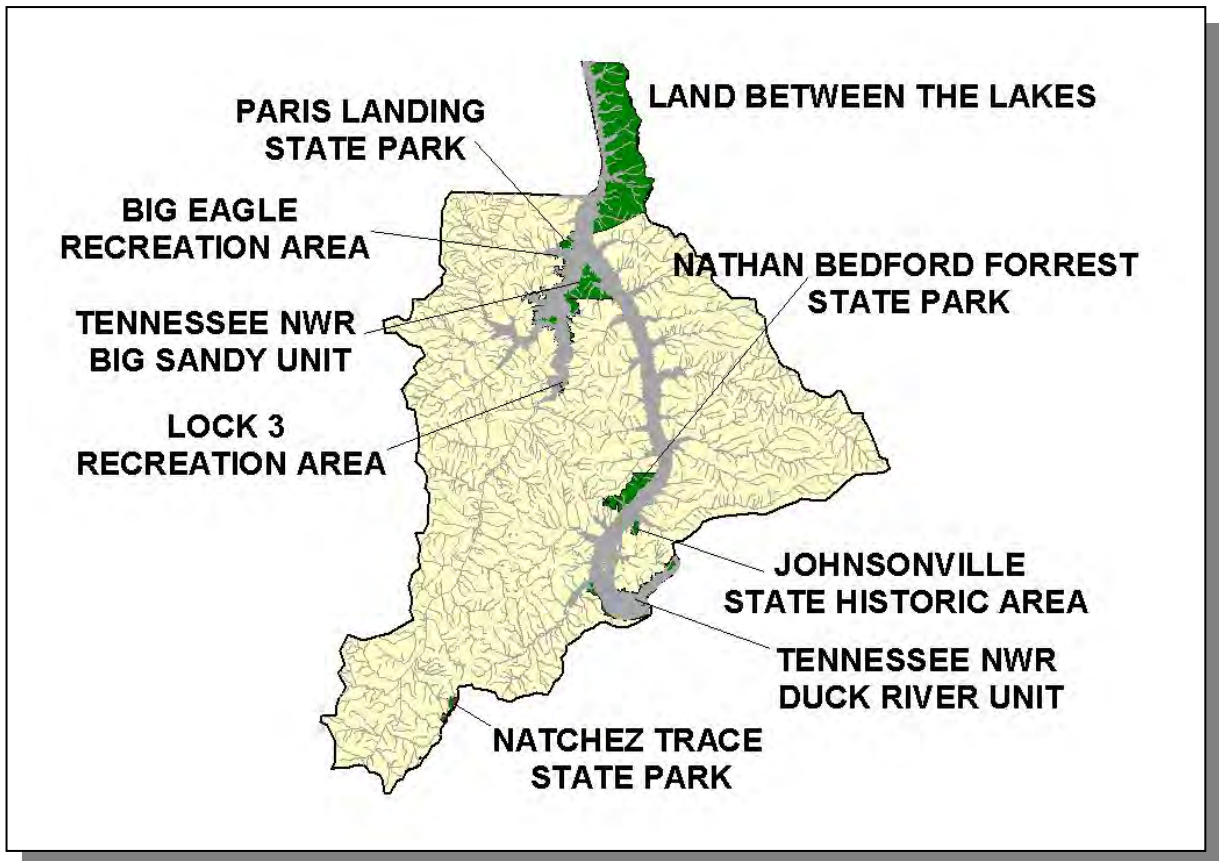 LAND BETWEEN THE LAKES
PARIS LANDING
STATE PARK
BIG EAGLE
RECREATION AREA
NATHAN BEDFORD FORREST
STATE PARK
TENNESSEE NWR
BIG SANDY UNIT
LOCK 3
RECREATION AREA
JOHNSONVILLE
STATE HISTORIC AREA
TENNESSEE NWR
DUCK RIVER UNIT
NATCHEZ TRACE
STATE PARK